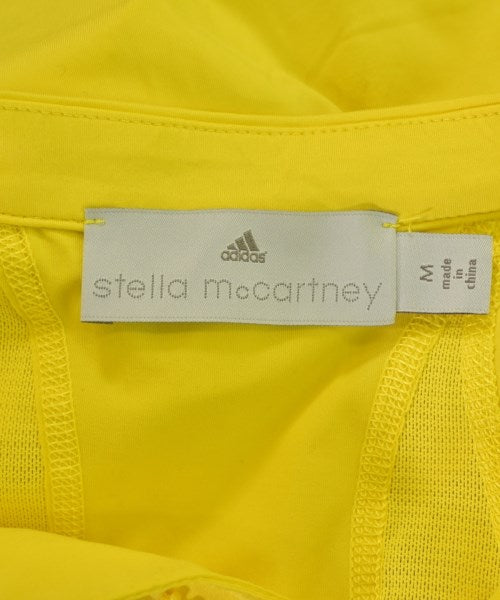 adidas
stella mccartney
M
made
in
china